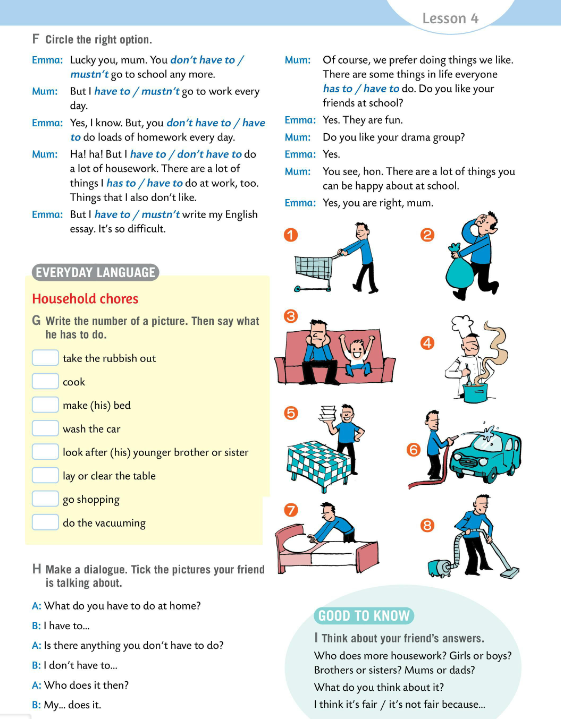 Lesson 4
F Circle the right option.
Emma: Lucky you, mum. You don't have to /
mustn't go to school any more.
Mum: But I have to / mustn't go to work every
day.
Emma: Yes, I know. But, you don't have to / have
to do loads of homework every day.
Mum: Ha! ha! But I have to / don't have to do
a lot of housework. There are a lot of
things I has to / have to do at work, too.
Things that I also don't like.
Emma: But I have to / mustn't write my English
essay. It's so difficult.
Mum: Of course, we prefer doing things we like.
There are some things in life everyone
has to / have to do. Do you like your
friends at school?
Emma: Yes. They are fun.
Mum: Do you like your drama group?
Emma: Yes.
Mum: You see, hon. There are a lot of things you
can be happy about at school.
Emma: Yes, you are right, mum.
EVERYDAY LANGUAGE
Household chores
G Write the number of a picture. Then say what
he has to do.
take the rubbish out
cook
make (his) bed
wash the car
look after (his) younger brother or sister
lay or clear the table
go shopping
do the vacuuming
1
2
3
4
5
6
7
8
H Make a dialogue. Tick the pictures your friend
is talking about.
A: What do you have to do at home?
B: I have to...
A: Is there anything you don't have to do?
B: I don't have to...
A: Who does it then?
B: My... does it.
GOOD TO KNOW
I Think about your friend's answers.
Who does more housework? Girls or boys?
Brothers or sisters? Mums or dads?
What do you think about it?
I think it's fair / it's not fair because...